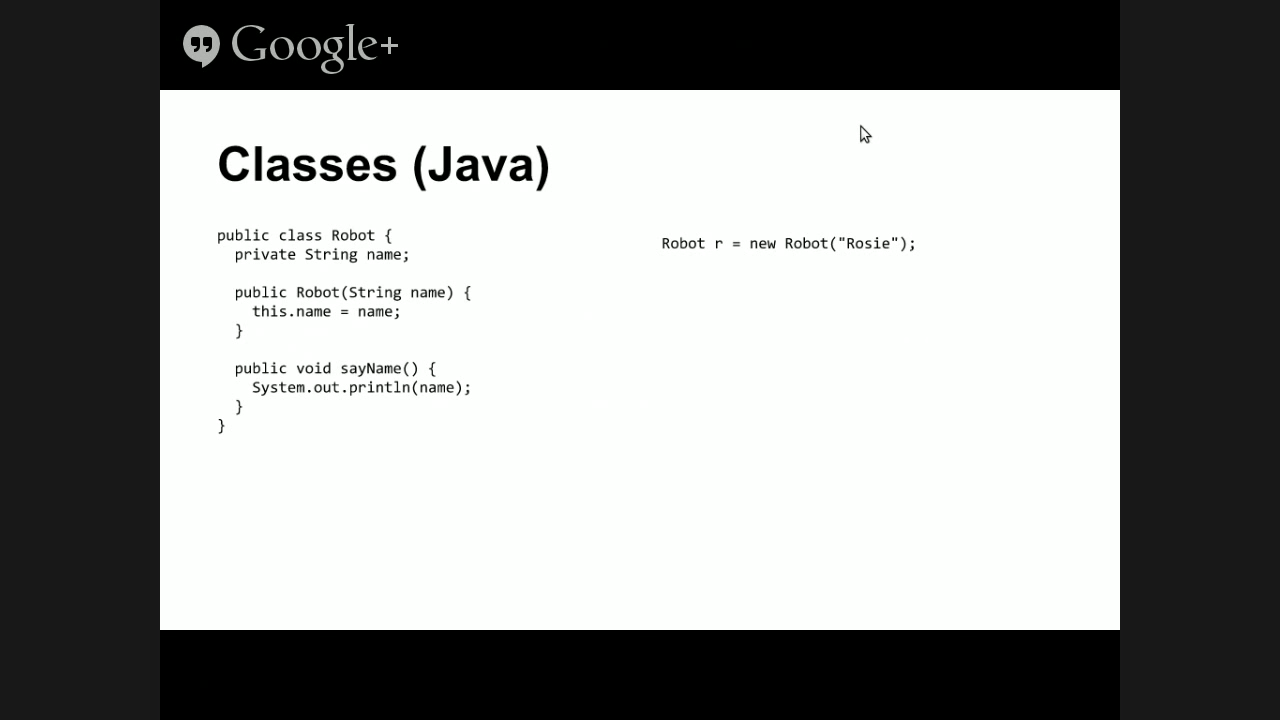 Google+
Classes (Java)
public class Robot {
  private String name;
  public Robot(String name) {
    this.name = name;
  }
  public void sayName() {
    System.out.println(name);
  }
}
Robot r = new Robot("Rosie");